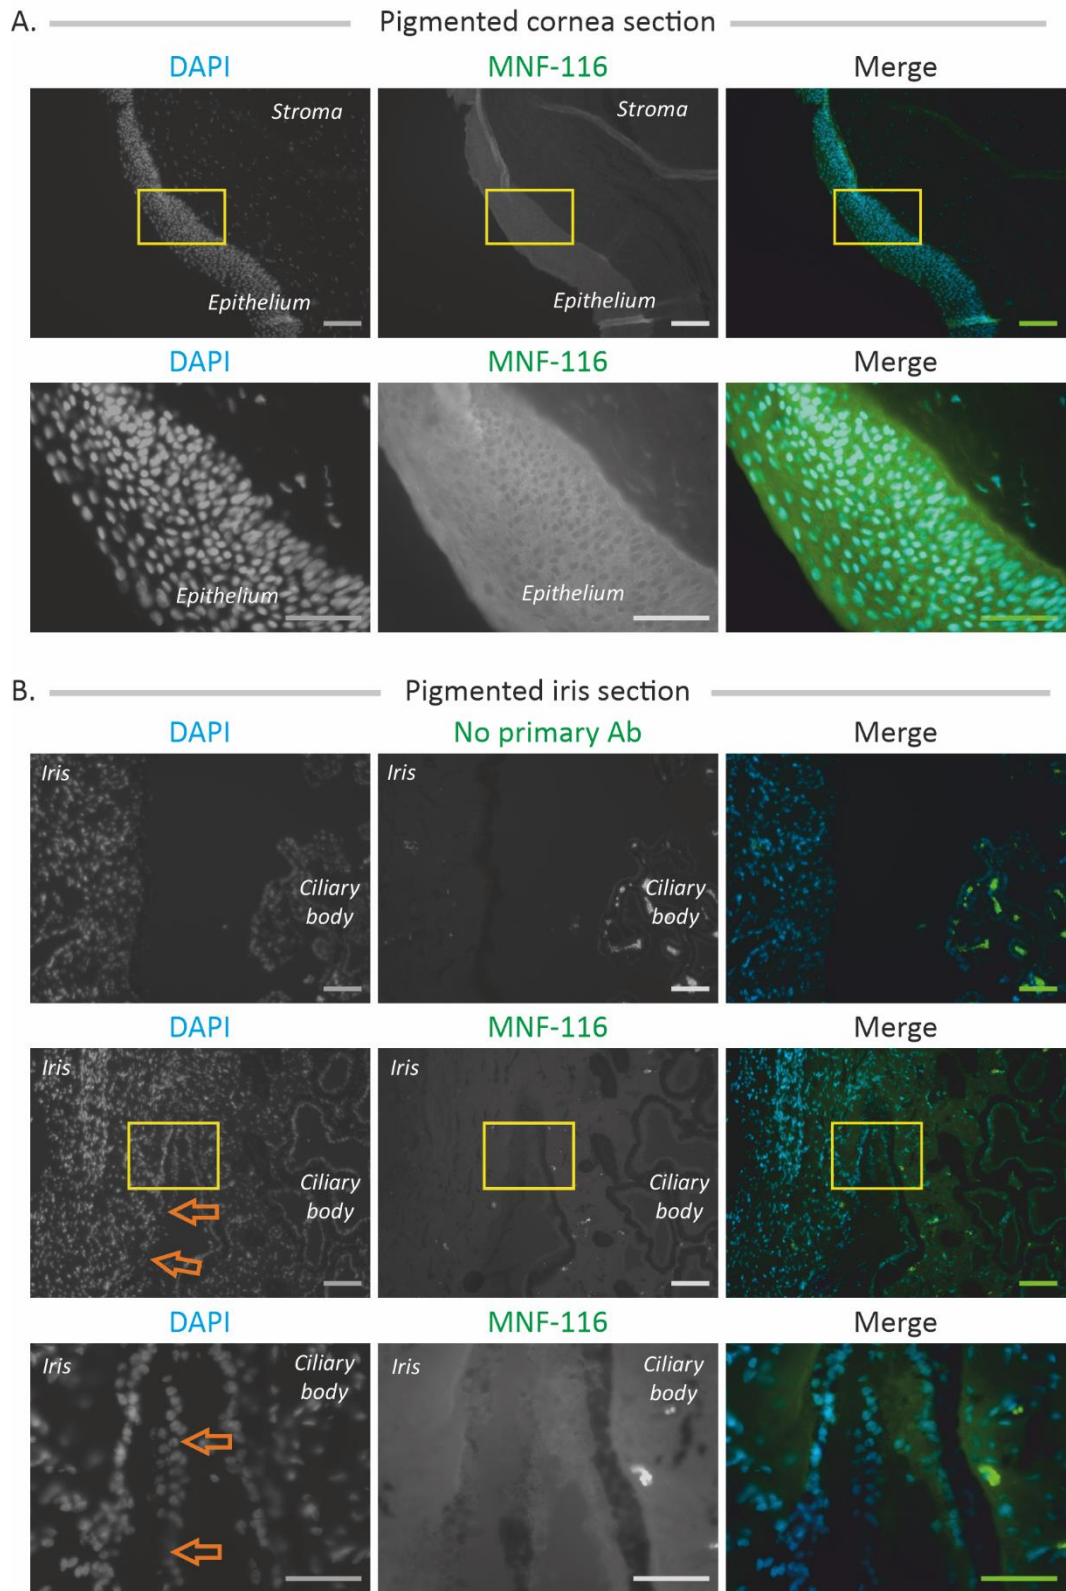 A. Pigmented cornea section
DAPI MNF-116 Merge
Stroma Stroma
Epithelium Epithelium
DAPI MNF-116 Merge
Epithelium Epithelium
B. Pigmented iris section
DAPI No primary Ab Merge
Iris
Ciliary body Ciliary body
DAPI MNF-116 Merge
Iris Iris
Ciliary body Ciliary body
DAPI MNF-116 Merge
Iris Ciliary body Iris Ciliary body